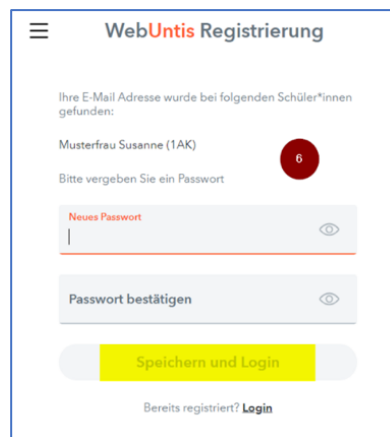 WebUntis Registrierung
Ihre E-Mail Adresse wurde bei folgenden Schüler*innen
gefunden:
Musterfrau Susanne (1AK)
6
Bitte vergeben Sie ein Passwort
Neues Passwort
Passwort bestätigen
Speichern und Login
Bereits registriert? Login